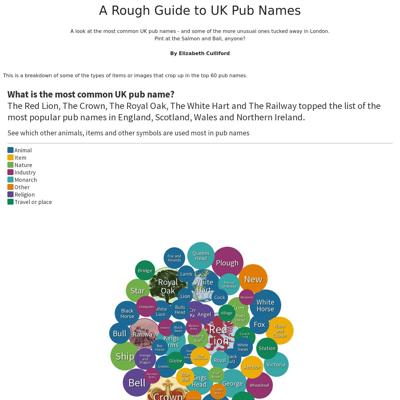 A Rough Guide to UK Pub Names
A look at the most common UK pub names - and some of the more unusual ones tucked away in London.
Pint at the Salmon and Ball, anyone?
By Elizabeth Culliford
This is a breakdown of some of the types of items or images that crop up in the top 60 pub names.
What is the most common UK pub name?
The Red Lion, The Crown, The Royal Oak, The White Hart and The Railway topped the list of the
most popular pub names in England, Scotland, Wales and Northern Ireland.
See which other animals, items and other symbols are used most in pub names
Animal
Item
Nature
Industry
Monarch
Other
Religion
Travel or place
Queens
Head
Fox and
Hounds
Plough
Bridge
Lamb
New
Royal
Oak
White
Hart
Star
Lion
Cock
White
Horse
Black
Horse
Bulls
Head
Angel
Village
Bull
Railway
Kings
Arms
Red
Lion
Fox
Ship
Globe
Royal
Station
Victoria
Bell
Kings
Head
George
Wheatsheaf
Crown